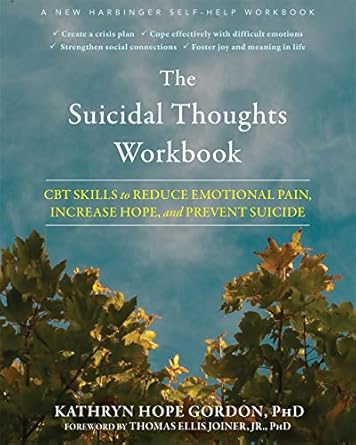 A NEW HARBINGER SELF-HELP WORKBOOK
✓ Create a crisis plan ✓ Cope effectively with difficult emotions
✓ Strengthen social connections ✓ Foster joy and meaning in life
The
Suicidal Thoughts
Workbook
CBT SKILLS to REDUCE EMOTIONAL PAIN,
INCREASE HOPE, and PREVENT SUICIDE
KATHRYN HOPE GORDON, PHD
FOREWORD BY THOMAS ELLIS JOINER, JR., PHD